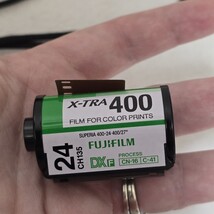 X-TRA 400
FILM FOR COLOR PRINTS
SUPERIA 400-24 400/27°
FUJIFILM
24
CH135
DX
PROCESS
CN-16 C-41